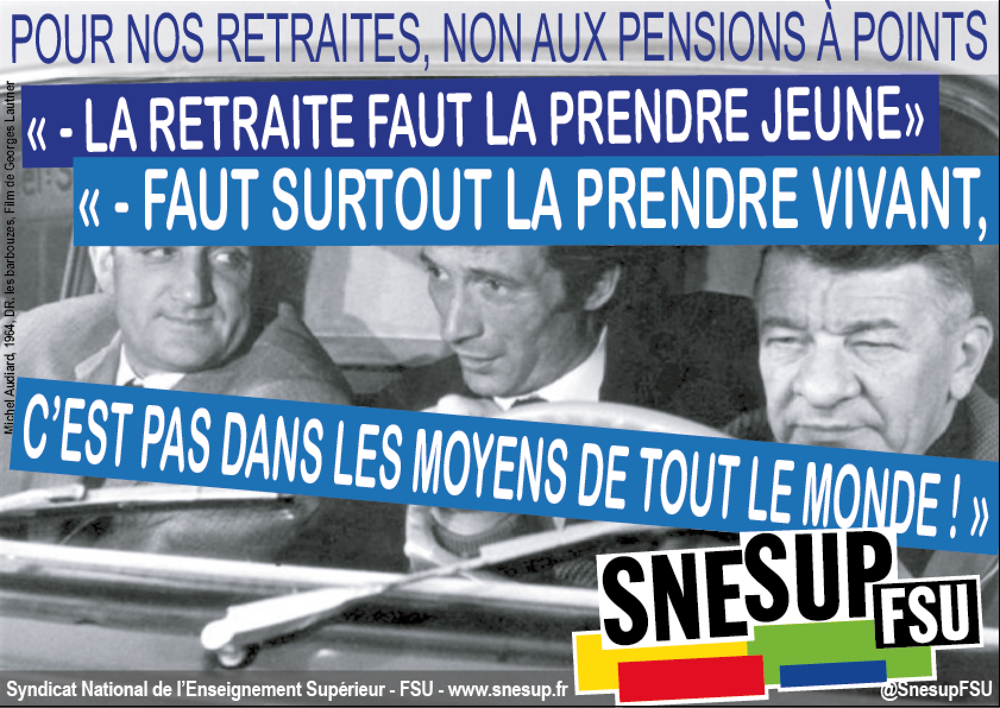 POUR NOS RETRAITES, NON AUX PENSIONS À POINTS
« - LA RETRAITE FAUT LA PRENDRE JEUNE»
« - FAUT SURTOUT LA PRENDRE VIVANT,
C’EST PAS DANS LES MOYENS DE TOUT LE MONDE ! »
Michel Audiard, 1964, DR. les barbouzes, Film de Georges Lautner
SNESUP
FSU
Syndicat National de l’Enseignement Supérieur - FSU - www.snesup.fr
@SnesupFSU